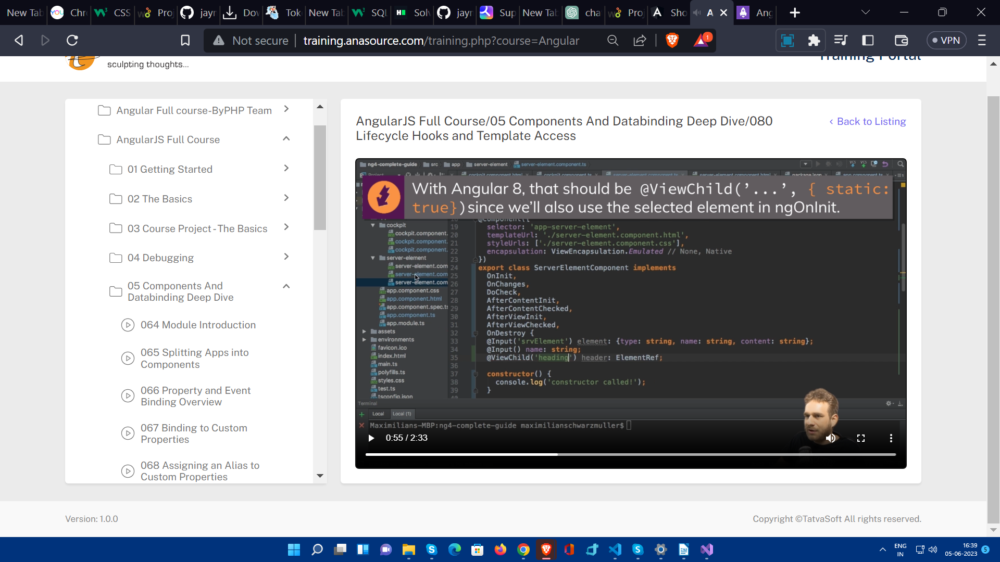 New Tab
YOU
Chr
CSS
Proj
jayn
Dov
Tok
New Tab
SQL
Solv
jayn
Sup
New Tab
cha
Proj
Sho
A
Ang
Not secure
training.anasource.com/training.php?course=Angular
1
VPN
sculpting thoughts...
Training Portal
Angular Full course-ByPHP Team
AngularJS Full Course
01 Getting Started
02 The Basics
03 Course Project - The Basics
04 Debugging
05 Components And
Databinding Deep Dive
064 Module Introduction
065 Splitting Apps into
Components
066 Property and Event
Binding Overview
067 Binding to Custom
Properties
068 Assigning an Alias to
Custom Properties
AngularJS Full Course/05 Components And Databinding Deep Dive/080
Lifecycle Hooks and Template Access
‹ Back to Listing
ng4-complete-guide src app server-element server-element.component.ts
With Angular 8, that should be @ViewChild('...', { static:
true})since we'll also use the selected element in ngOnInit.
cockpit
cockpit.component.
cockpit.component.
cockpit.component.
server-element
server-element.com
server-element.com
server-element.com
app.component.css
app.component.html
app.component.spec.ts
app.component.ts
app.module.ts
assets
environments
favicon.ico
index.html
main.ts
polyfills.ts
styles.css
test.ts
tsconfig.json
@Component({
19 selector: 'app-server-element',
20 templateUrl: './server-element.component.html',
21 styleUrls: ['./server-element.component.css'],
22 encapsulation: ViewEncapsulation.Emulated // None, Native
23 })
24 export class ServerElementComponent implements
25 OnInit,
26 OnChanges,
27 DoCheck,
28 AfterContentInit,
29 AfterContentChecked,
30 AfterViewInit,
31 AfterViewChecked,
32 OnDestroy {
33 @Input('srvElement') element: {type: string, name: string, content: string};
34 @Input() name: string;
35 @ViewChild('heading') header: ElementRef;
36
37 constructor() {
38 console.log('constructor called!');
39 }
Terminal
Local Local (1)
Maximilians-MBP:ng4-complete-guide maximilianschwarzmuller$
0:55 / 2:33
Version: 1.0.0
Copyright ©TatvaSoft All rights reserved.
ENG
IN
16:39
05-06-2023
5